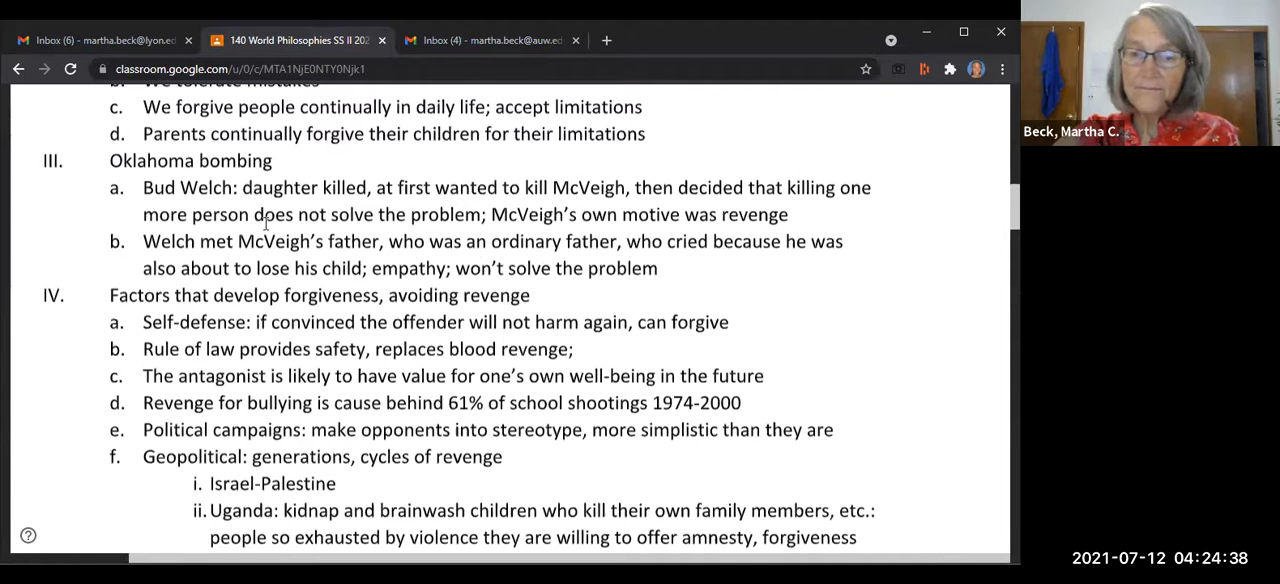 Inbox (6) - martha.beck@lyon.ed
140 World Philosophies SS II 202
Inbox (4) - martha.beck@auw.ed
classroom.google.com/u/0/c/MTA1NjE0NTY0Njk1
c. We forgive people continually in daily life; accept limitations
d. Parents continually forgive their children for their limitations
III. Oklahoma bombing
a. Bud Welch: daughter killed, at first wanted to kill McVeigh, then decided that killing one
more person does not solve the problem; McVeigh's own motive was revenge
b. Welch met McVeigh's father, who was an ordinary father, who cried because he was
also about to lose his child; empathy; won't solve the problem
IV. Factors that develop forgiveness, avoiding revenge
a. Self-defense: if convinced the offender will not harm again, can forgive
b. Rule of law provides safety, replaces blood revenge;
c. The antagonist is likely to have value for one's own well-being in the future
d. Revenge for bullying is cause behind 61% of school shootings 1974-2000
e. Political campaigns: make opponents into stereotype, more simplistic than they are
f. Geopolitical: generations, cycles of revenge
i. Israel-Palestine
ii. Uganda: kidnap and brainwash children who kill their own family members, etc.:
people so exhausted by violence they are willing to offer amnesty, forgiveness
Beck, Martha C.
2021-07-12 04:24:38